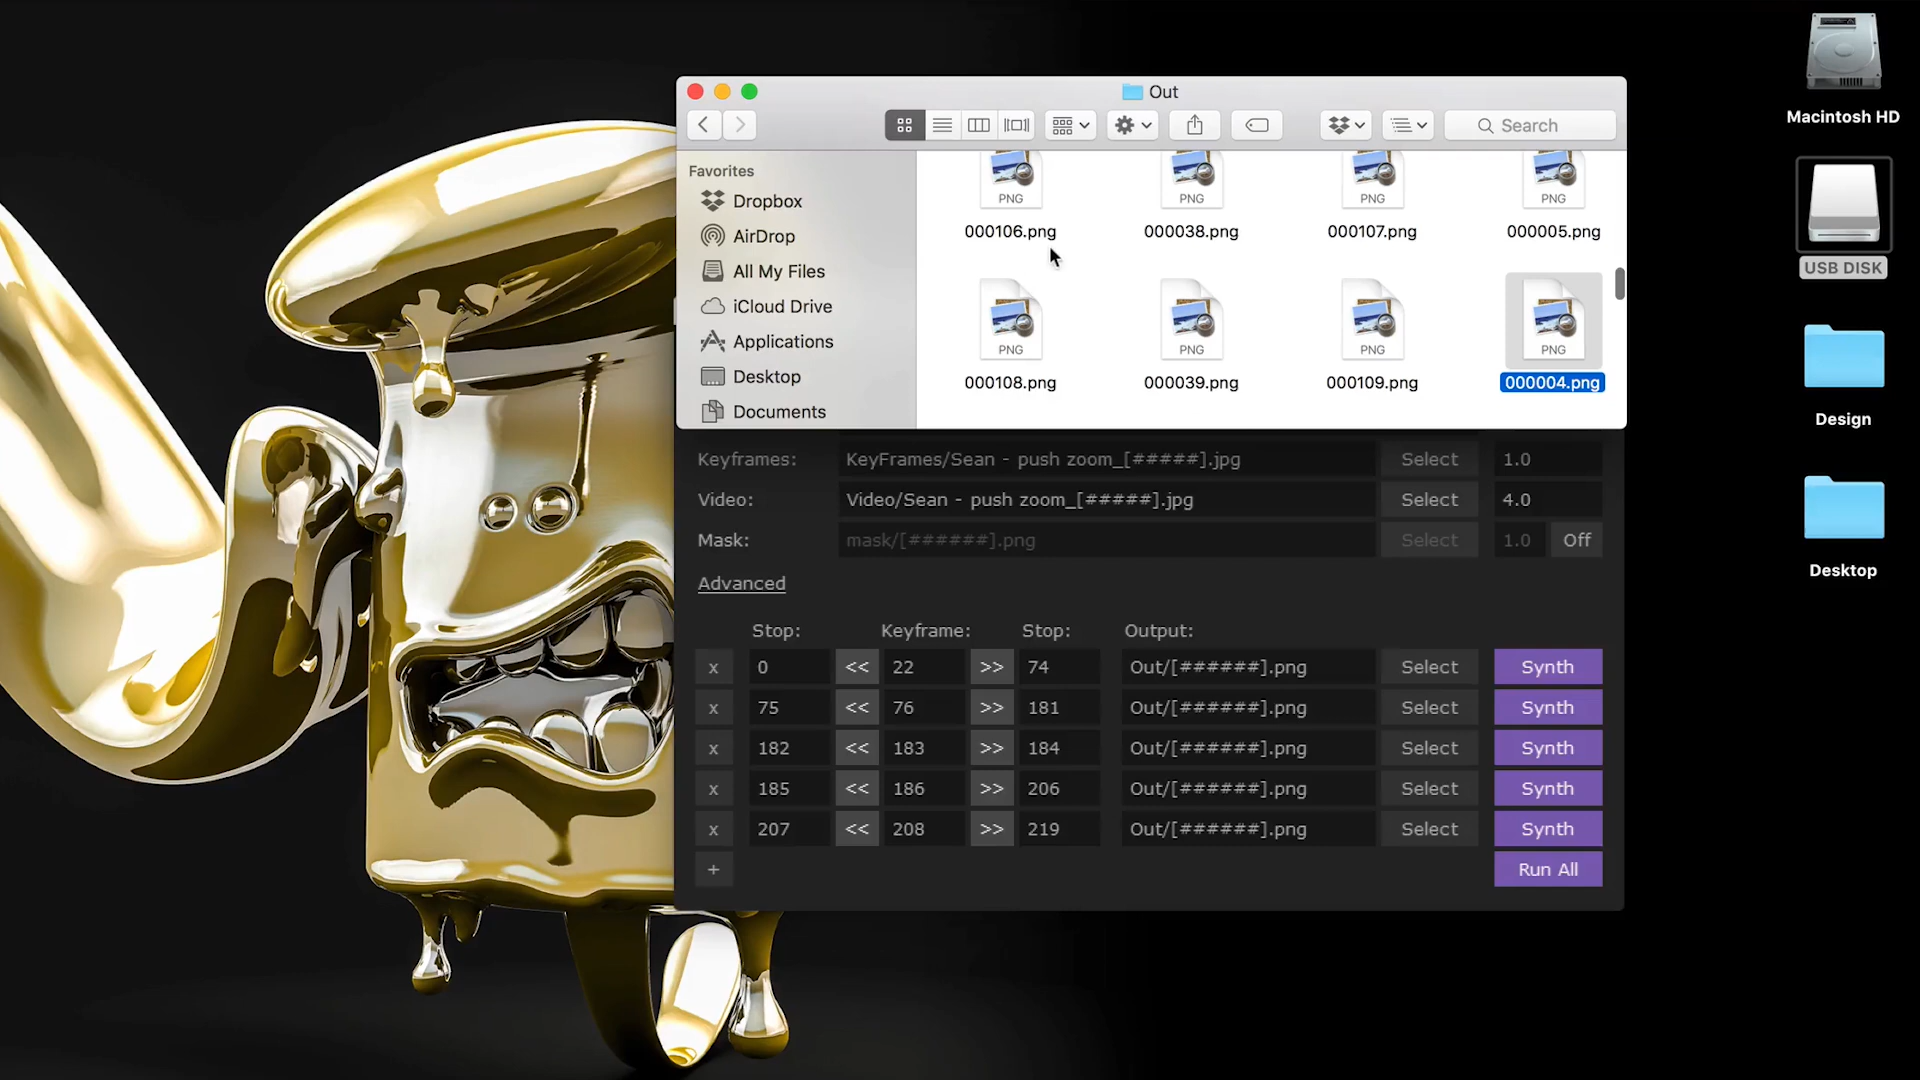 Out
Search
Favorites
Dropbox
AirDrop
All My Files
iCloud Drive
Applications
Desktop
Documents
PNG PNG PNG PNG
000106.png 000038.png 000107.png 000005.png
PNG PNG PNG PNG
000108.png 000039.png 000109.png 000004.png
Keyframes: KeyFrames/Sean - push zoom_[#####].jpg Select 1.0
Video: Video/Sean - push zoom_[#####].jpg Select 4.0
Mask: mask/[######].png Select 1.0 Off
Advanced
Stop: Keyframe: Stop: Output:
x 0 << 22 >> 74 Out/[######].png Select Synth
x 75 << 76 >> 181 Out/[######].png Select Synth
x 182 << 183 >> 184 Out/[######].png Select Synth
x 185 << 186 >> 206 Out/[######].png Select Synth
x 207 << 208 >> 219 Out/[######].png Select Synth
+ Run All
Macintosh HD
USB DISK
Design
Desktop